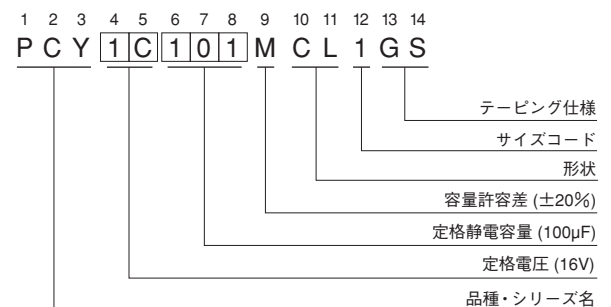 1 2 3 4 5 6 7 8 9 10 11 12 13 14
P C Y 1 C 1 0 1 M C L 1 G S
テーピング仕様
サイズコード
形状
容量許容差 (±20%)
定格静電容量 (100µF)
定格電圧 (16V)
品種・シリーズ名